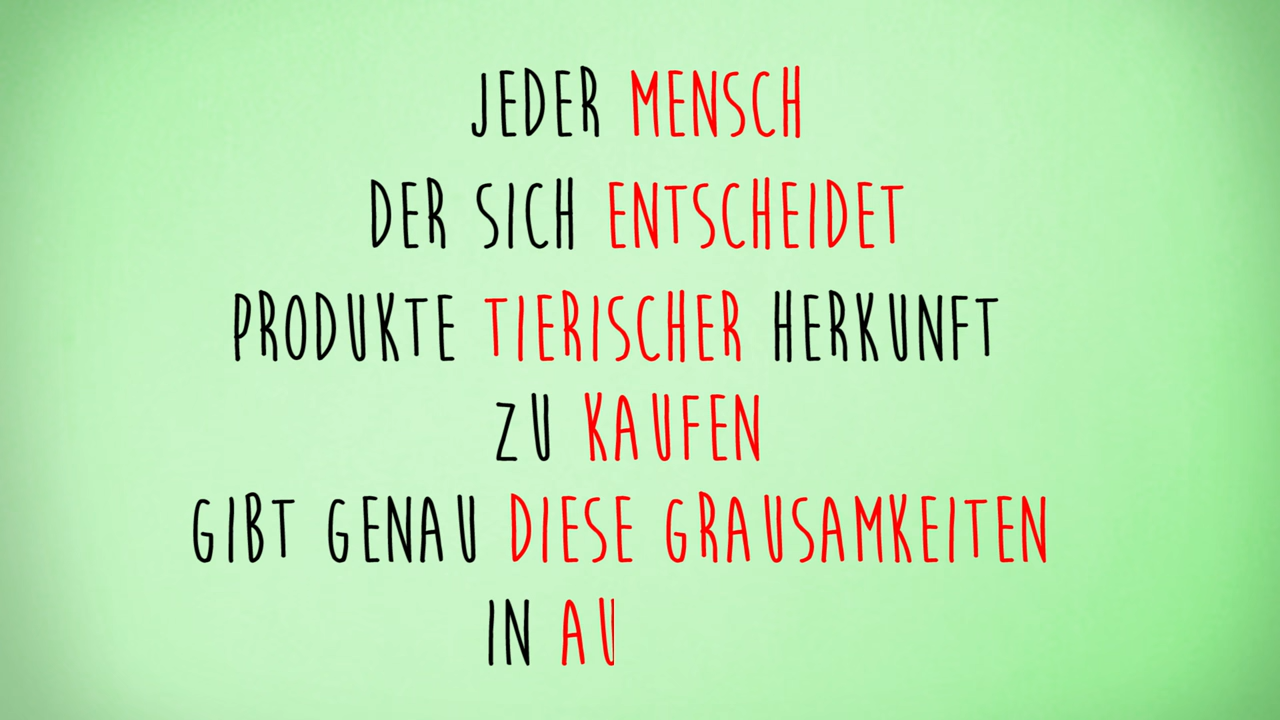 JEDER MENSCH
DER SICH ENTSCHEIDET
PRODUKTE TIERISCHER HERKUNFT
ZU KAUFEN
GIBT GENAU DIESE GRAUSAMKEITEN
IN AU